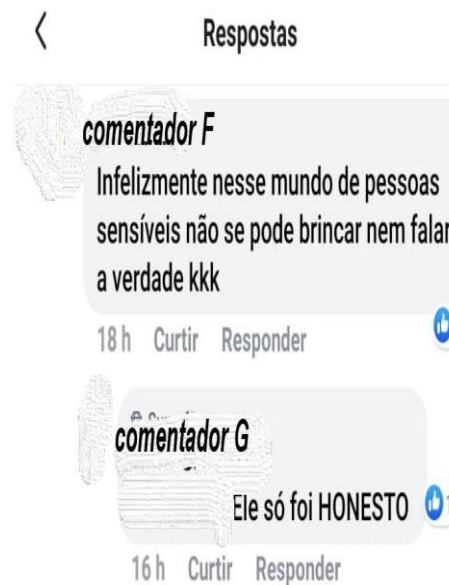 Respostas
comentador F
Infelizmente nesse mundo de pessoas
sensíveis não se pode brincar nem falar
a verdade kkk
18 h Curtir Responder
comentador G
Ele só foi HONESTO
16 h Curtir Responder